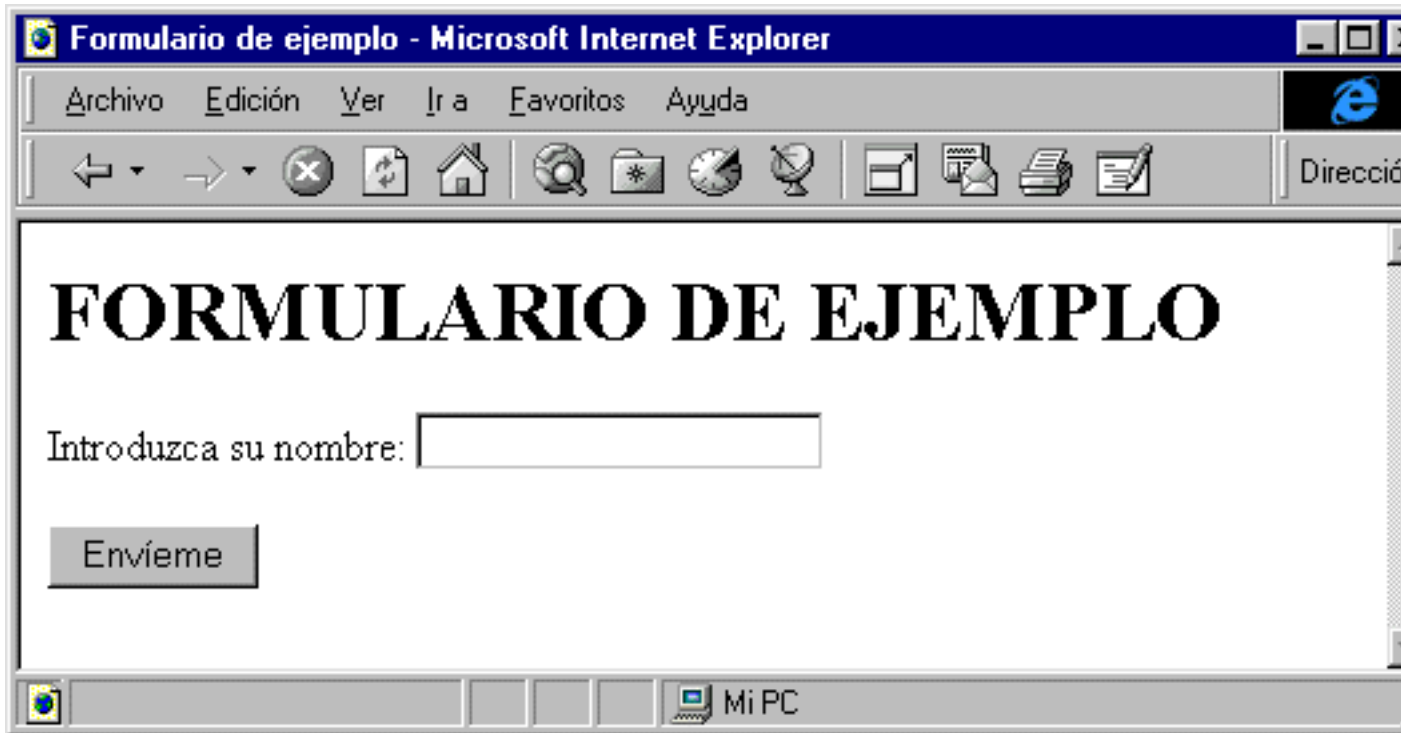 Formulario de ejemplo - Microsoft Internet Explorer
Archivo Edición Ver Ir a Favoritos Ayuda
Direcció
FORMULARIO DE EJEMPLO
Introduzca su nombre:
Envíeme
Mi PC